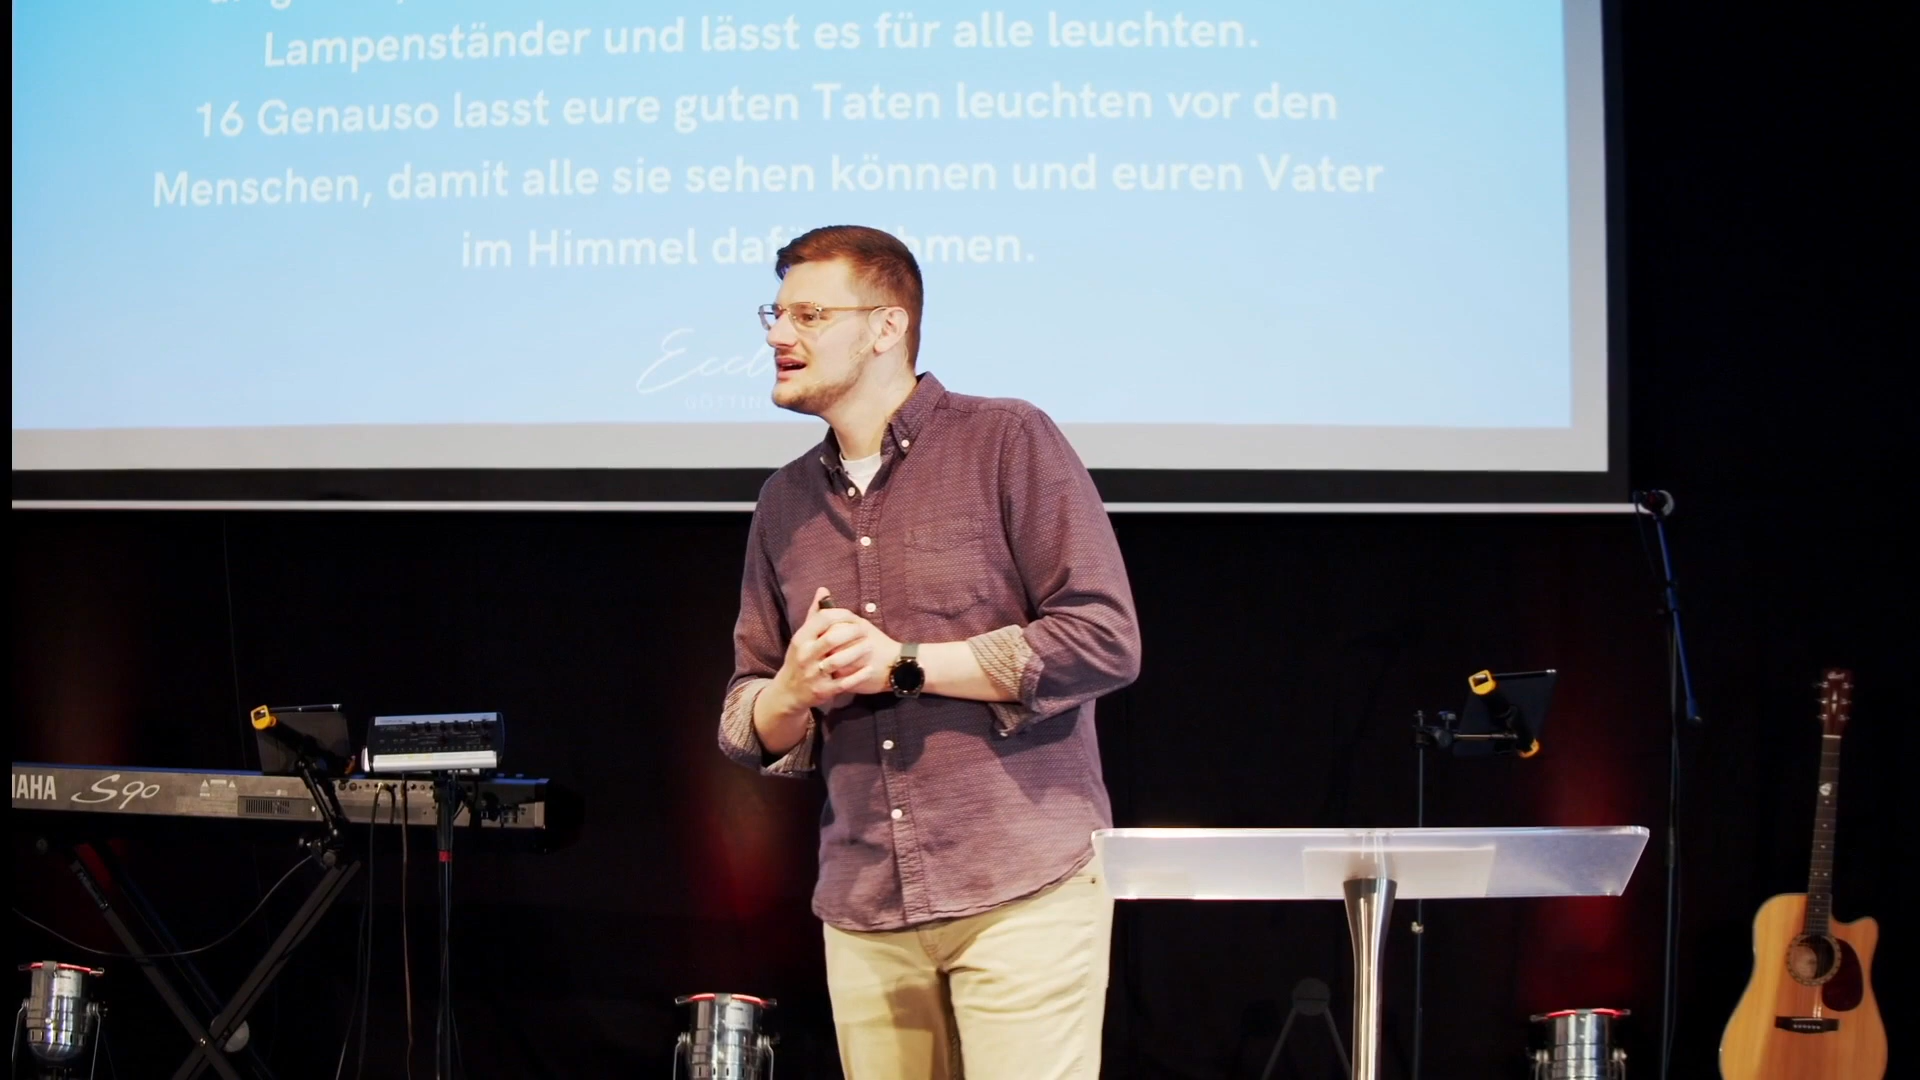 Lampenständer und lässt es für alle leuchten.
16 Genauso lasst eure guten Taten leuchten vor den
Menschen, damit alle sie sehen können und euren Vater
im Himmel
S90